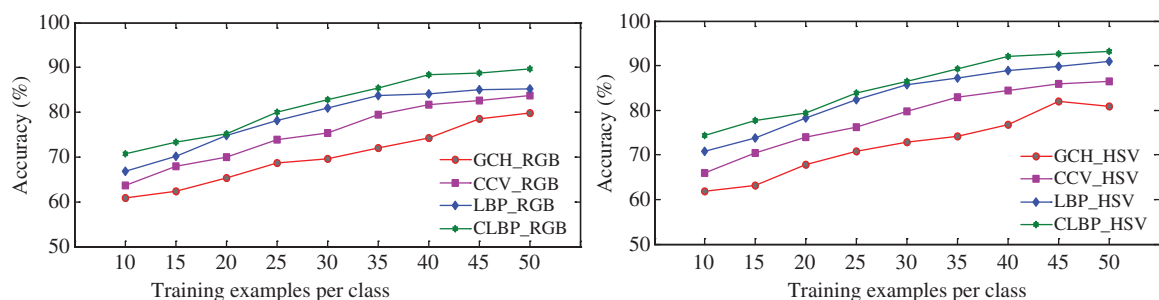 100
90
80
70
60
50
Accuracy (%)
GCH_RGB
CCV_RGB
LBP_RGB
CLBP_RGB
10 15 20 25 30 35 40 45 50
Training examples per class
100
90
80
70
60
50
Accuracy (%)
GCH_HSV
CCV_HSV
LBP_HSV
CLBP_HSV
10 15 20 25 30 35 40 45 50
Training examples per class